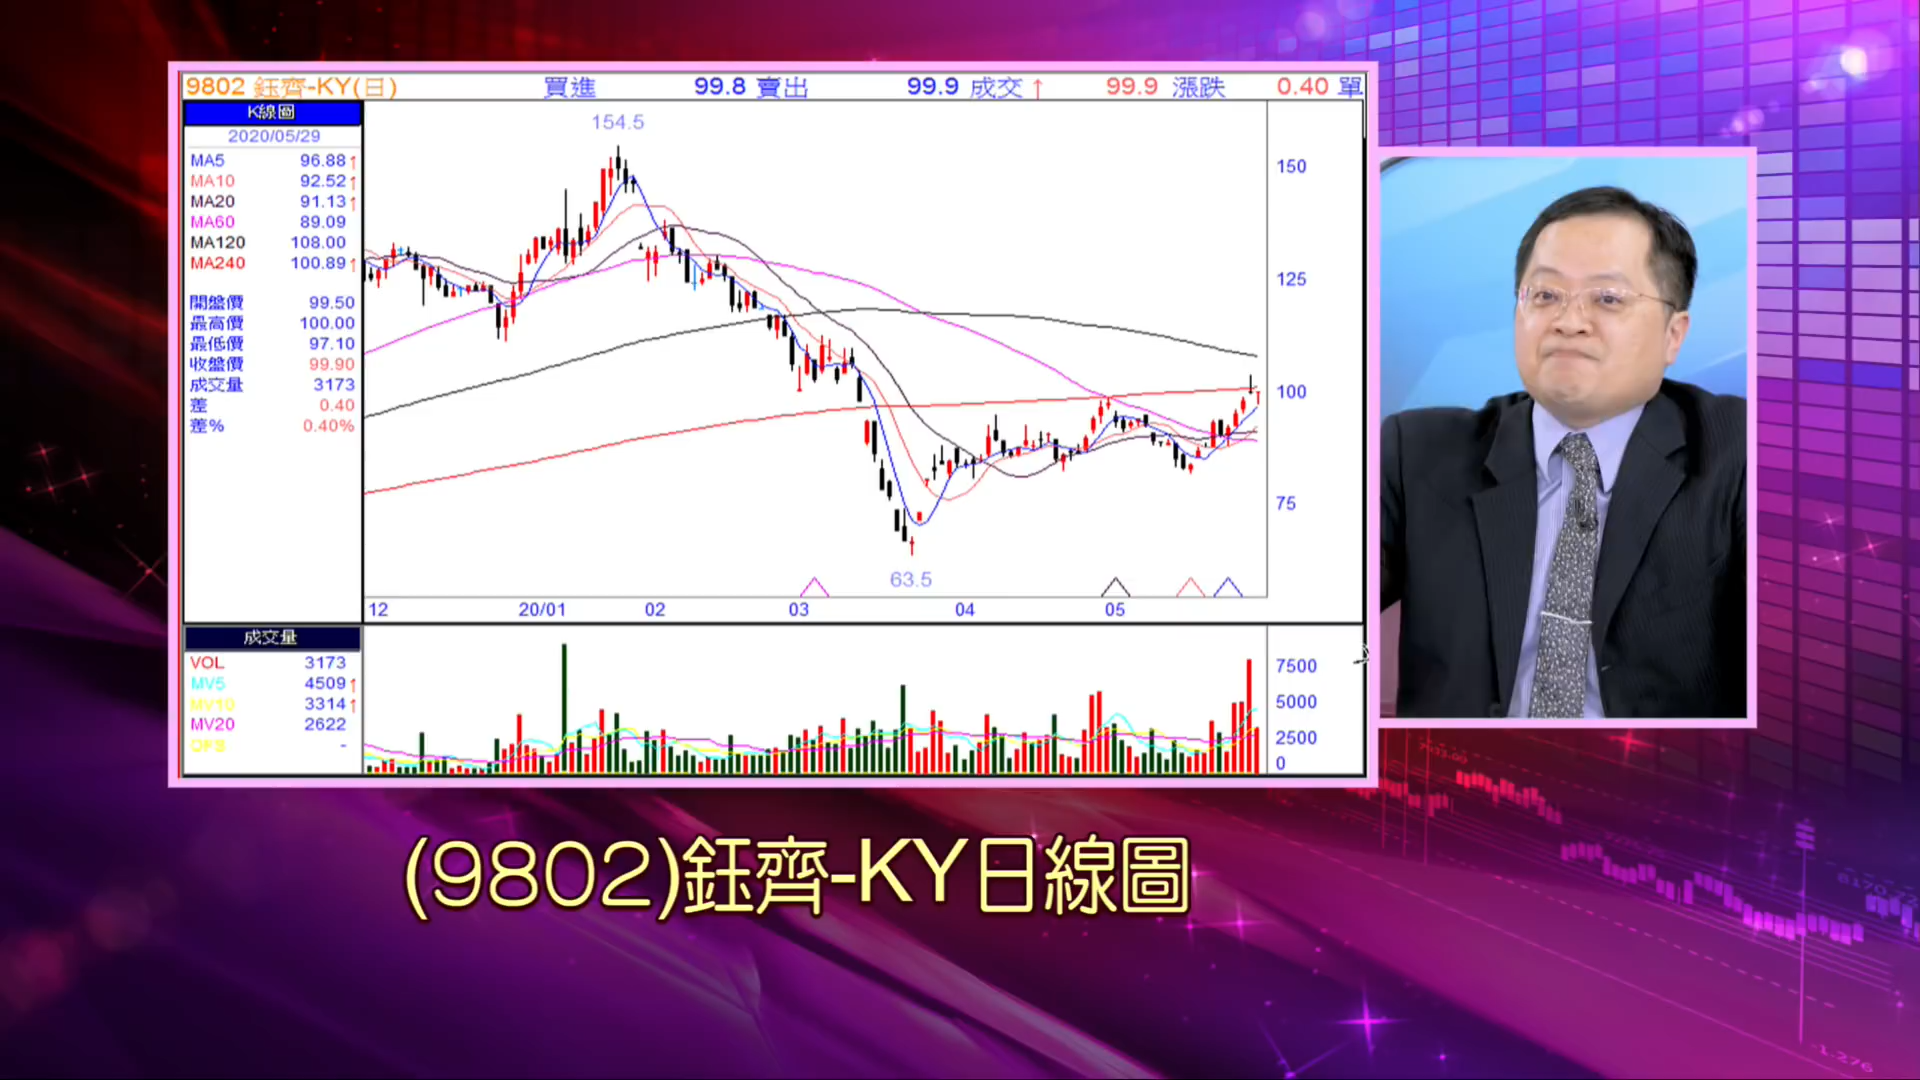 9802 鈺齊-KY(日) 買進 99.8 賣出 99.9 成交↑ 99.9 漲跌 0.40 單
K線圖
2020/05/29
MA5 96.88↑
MA10 92.52↑
MA20 91.13↑
MA60 89.09
MA120 108.00
MA240 100.89↑
開盤價 99.50
最高價 100.00
最低價 97.10
收盤價 99.90
成交量 3173
差 0.40
差% 0.40%
154.5
63.5
150
125
100
75
12 20/01 02 03 04 05
成交量
VOL 3173
MV5 4509↑
MV10 3314↑
MV20 2622
7500
5000
2500
0
(9802)鈺齊-KY日線圖